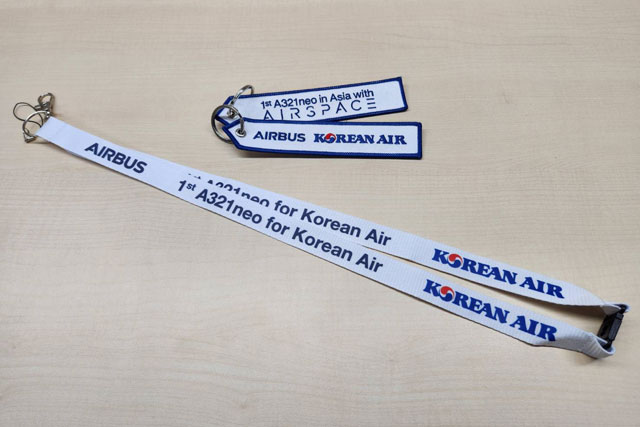 1st A321neo in Asia with
AIRSPACE
AIRBUS KOREAN AIR
AIRBUS
1st A321neo for Korean Air
KOREAN AIR
1st A321neo for Korean Air
KOREAN AIR